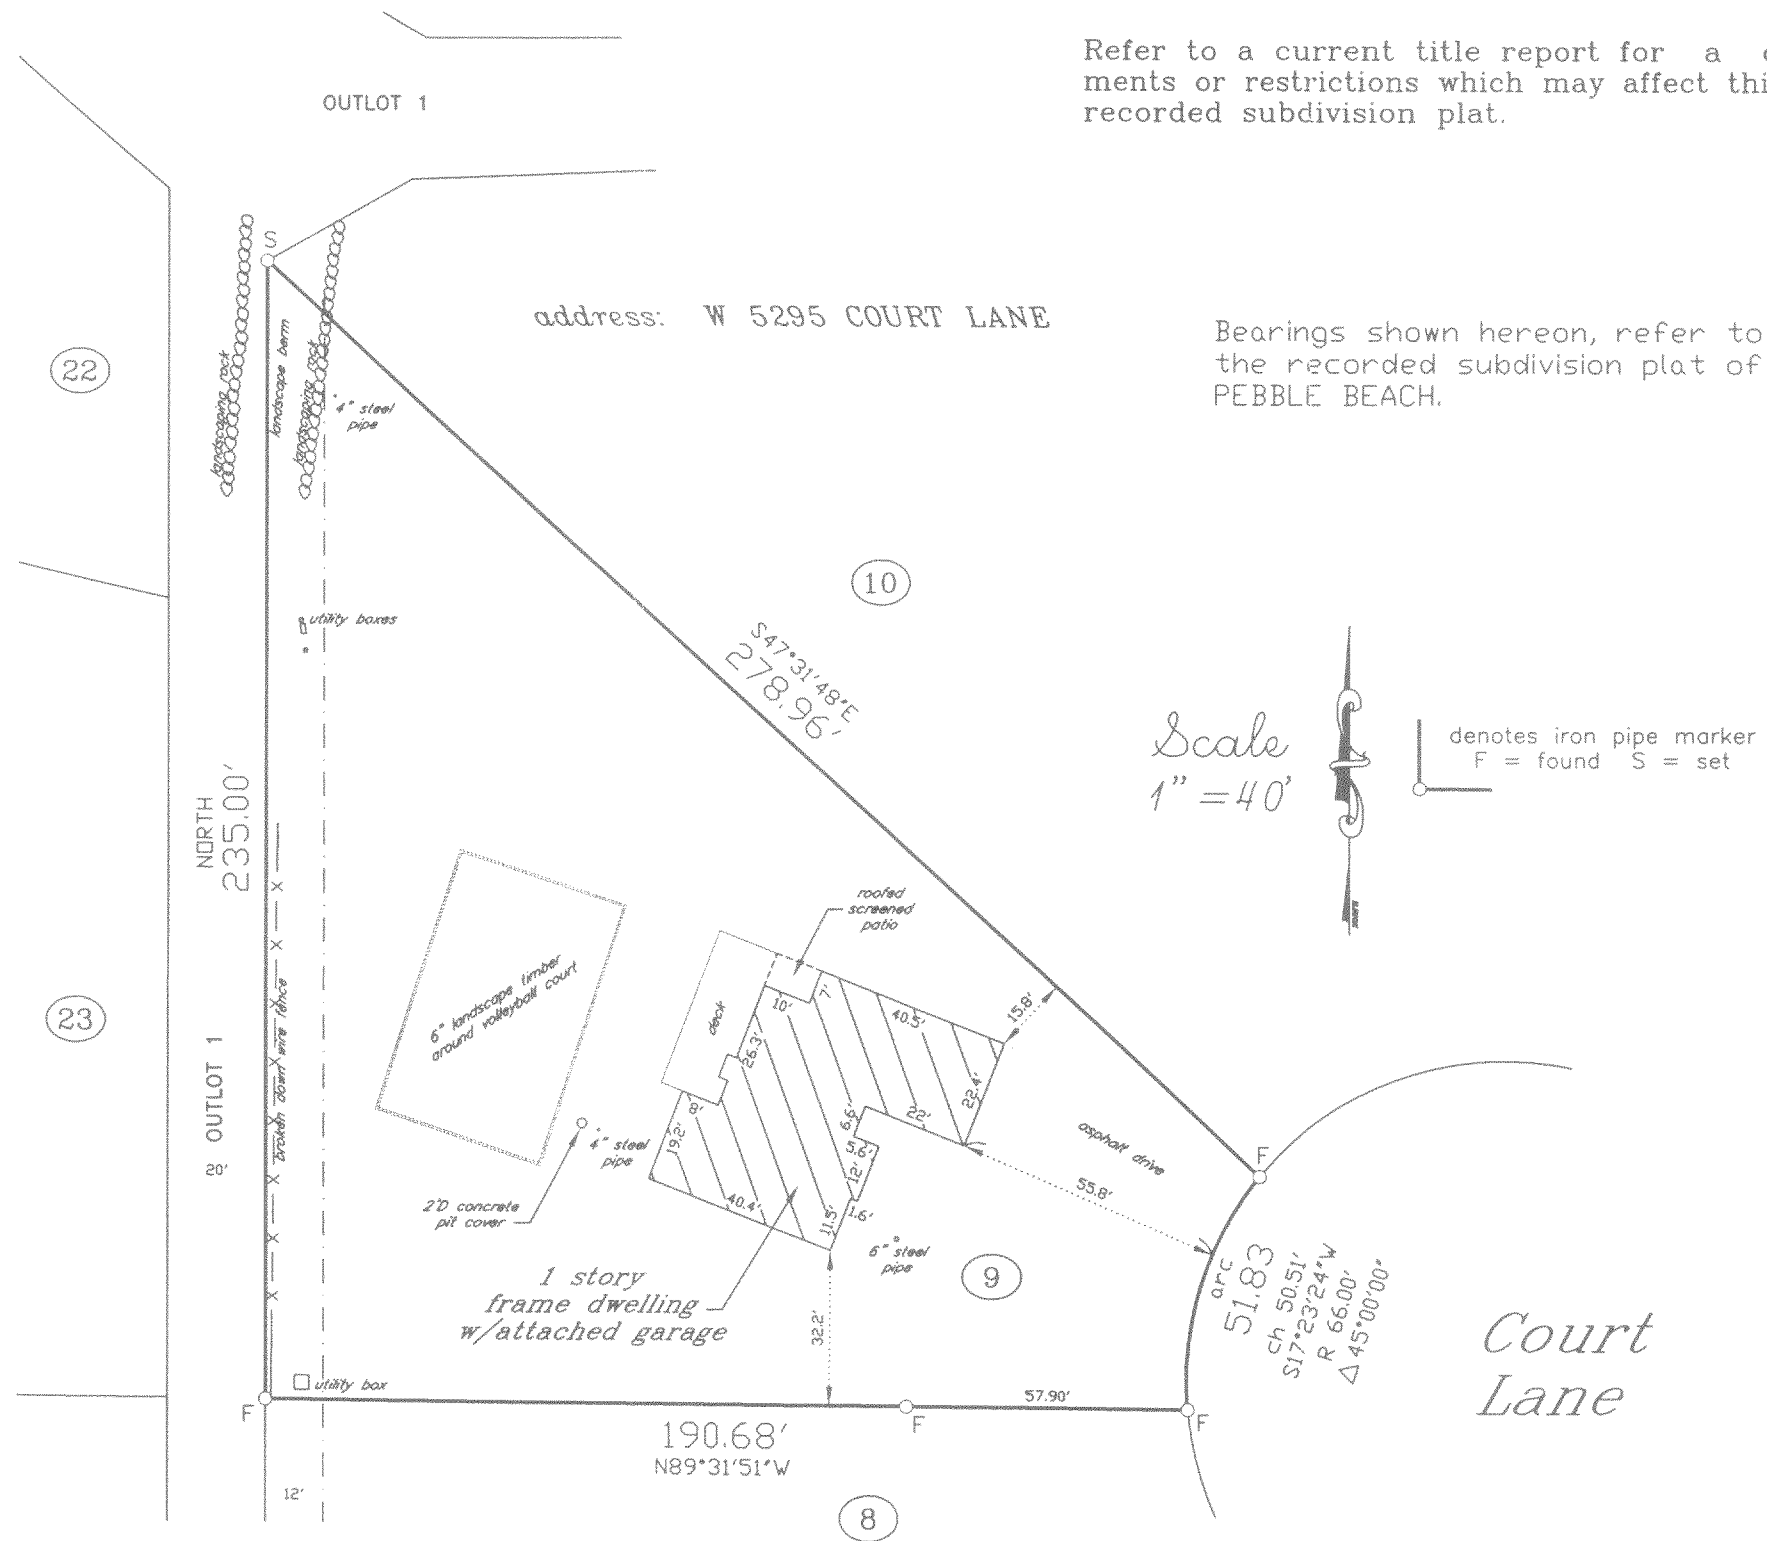 Refer to a current title report for a
ments or restrictions which may affect thi
recorded subdivision plat.
OUTLOT 1
S
address: W 5295 COURT LANE
Bearings shown hereon, refer to
the recorded subdivision plat of
PEBBLE BEACH.
22
landscaping rock
landscape berm
landscaping rock
4" steel
pipe
10
utility boxes
S47°31'48"E
278.96'
Scale
1" = 40'
denotes iron pipe marker
F = found S = set
NORTH
235.00'
roofed
screened
patio
6" landscape timber
around volleyball court
deck
10'
7'
40.5'
15.8'
26.3'
22.4'
22'
6.6'
5.6'
12'
8'
19.2'
40.4'
11.5'
1.6'
23
OUTLOT 1
20'
broken down wire fence
4" steel
pipe
2'D concrete
pit cover
asphalt drive
55.8'
F
6" steel
pipe
9
1 story
frame dwelling
w/attached garage
32.2'
arc
51.83
ch 50.51'
S17°23'24"W
R 66.00'
Δ 45°00'00"
Court
Lane
utility box
F
57.90'
F
F
190.68'
N89°31'51"W
12'
8